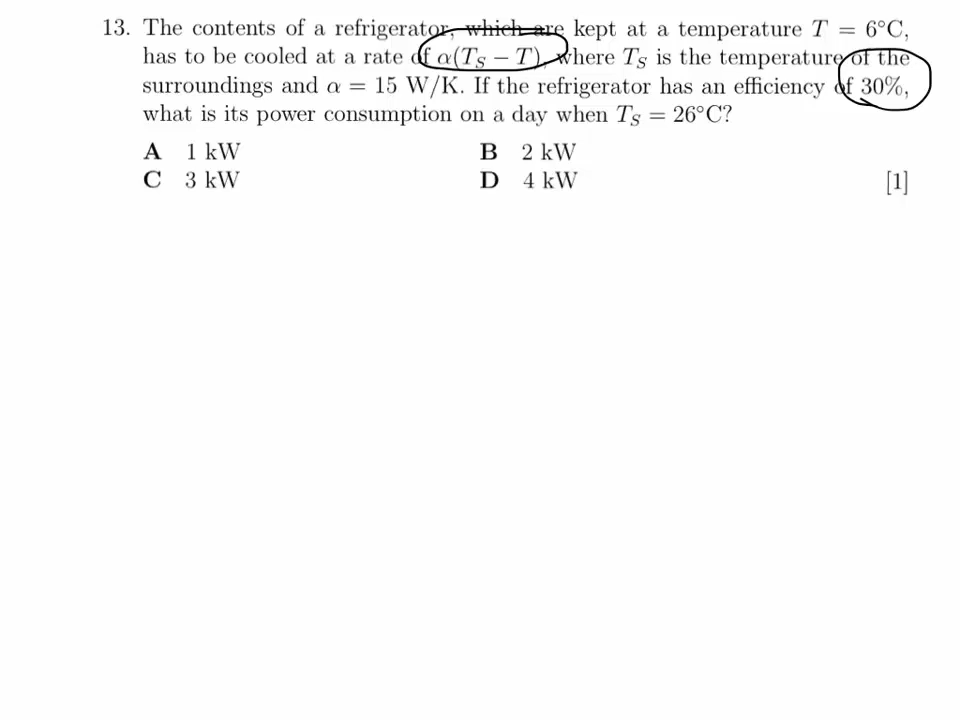 13. The contents of a refrigerator, which are kept at a temperature T = 6°C,
has to be cooled at a rate of α(T_S − T), where T_S is the temperature of the
surroundings and α = 15 W/K. If the refrigerator has an efficiency of 30%,
what is its power consumption on a day when T_S = 26°C?
A 1 kW B 2 kW
C 3 kW D 4 kW [1]